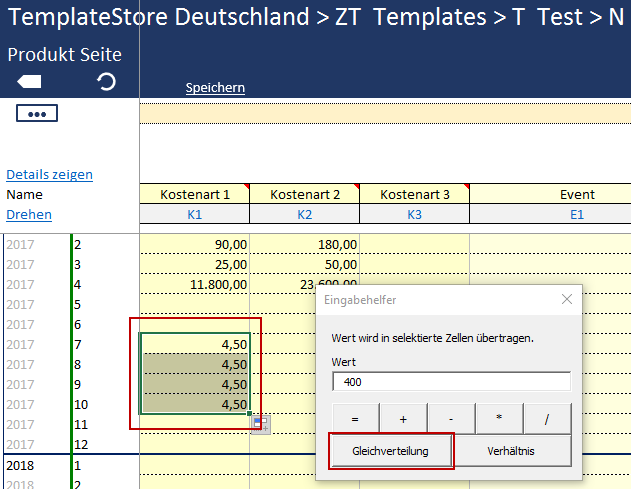 TemplateStore Deutschland > ZT Templates > T Test > N
Produkt Seite
Speichern
Details zeigen
Name Kostenart 1 Kostenart 2 Kostenart 3 Event
Drehen K1 K2 K3 E1
2017 2 90,00 180,00
2017 3 25,00 50,00
2017 4 11.800,00 23.600,00
2017 5
2017 6
2017 7 4,50
2017 8 4,50
2017 9 4,50
2017 10 4,50
2017 11
2017 12
2018 1
2018 2
Eingabehelfer
Wert wird in selektierte Zellen übertragen.
Wert
400
= + - * /
Gleichverteilung Verhältnis